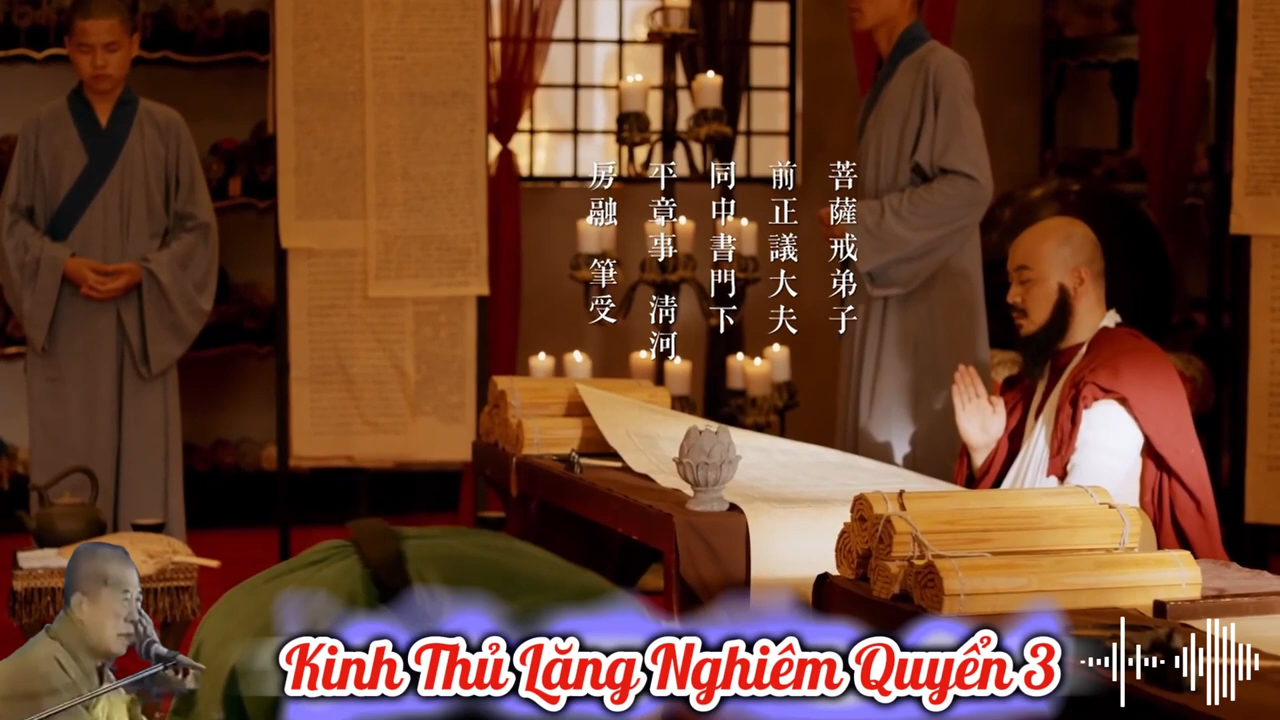 菩薩戒弟子
前正議大夫
同中書門下
平章事 淸河
房融 筆受
Kinh Thủ Lăng Nghiêm Quyển 3